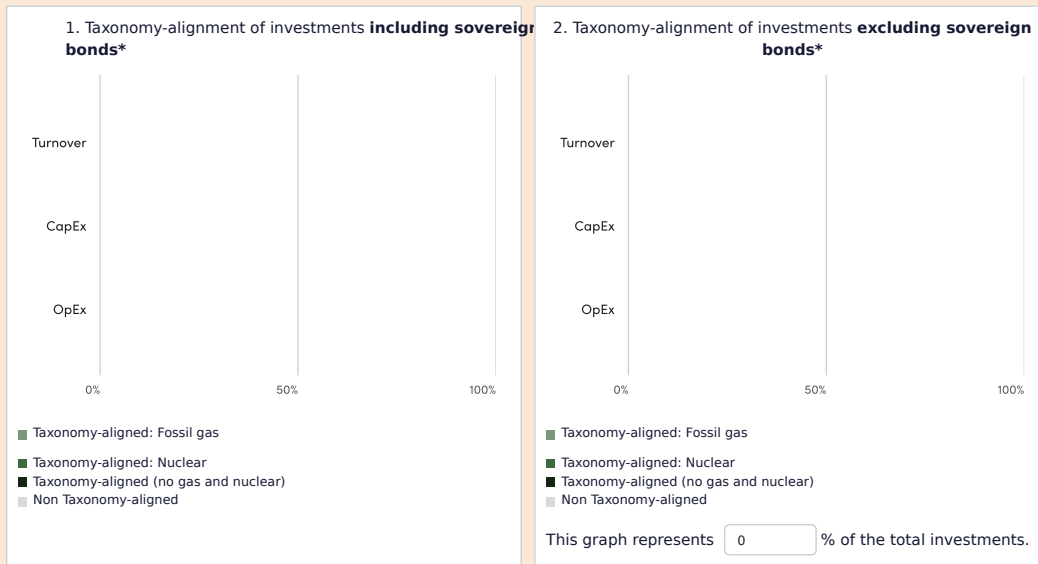 1. Taxonomy-alignment of investments including sovereign
bonds*
Turnover
CapEx
OpEx
0% 50% 100%
Taxonomy-aligned: Fossil gas
Taxonomy-aligned: Nuclear
Taxonomy-aligned (no gas and nuclear)
Non Taxonomy-aligned
2. Taxonomy-alignment of investments excluding sovereign
bonds*
Turnover
CapEx
OpEx
0% 50% 100%
Taxonomy-aligned: Fossil gas
Taxonomy-aligned: Nuclear
Taxonomy-aligned (no gas and nuclear)
Non Taxonomy-aligned
This graph represents 0 % of the total investments.